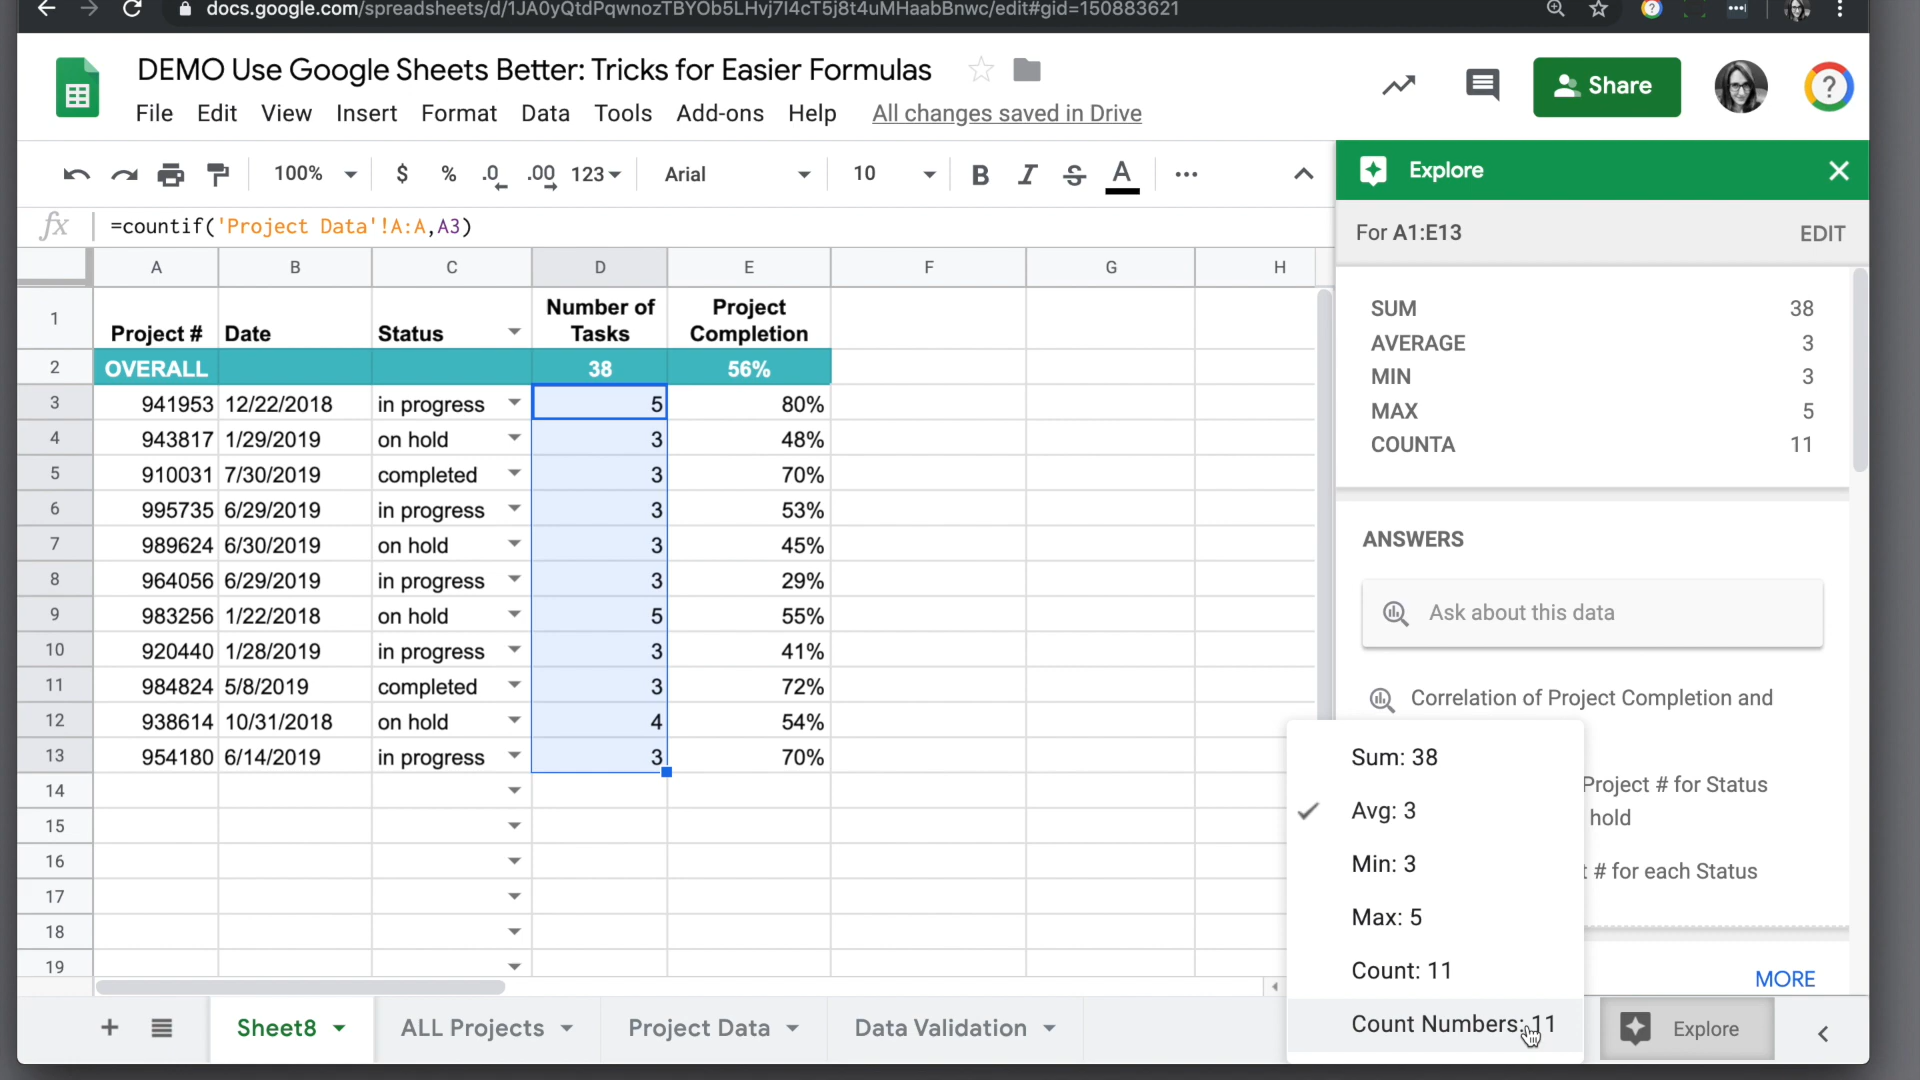 docs.google.com/spreadsheets/d/1JA0yQtdPqwnozTBYOb5LHvj7I4cT5j8t4uMHaabBnwc/edit#gid=150883621
DEMO Use Google Sheets Better: Tricks for Easier Formulas
Share
?
File Edit View Insert Format Data Tools Add-ons Help All changes saved in Drive
100% $ % .0 .00 123 Arial 10 B I S A
Explore
fx =countif('Project Data'!A:A,A3)
For A1:E13 EDIT
A B C D E F G H
1 Project # Date Status Number of Tasks Project Completion
2 OVERALL 38 56%
3 941953 12/22/2018 in progress 5 80%
4 943817 1/29/2019 on hold 3 48%
5 910031 7/30/2019 completed 3 70%
6 995735 6/29/2019 in progress 3 53%
7 989624 6/30/2019 on hold 3 45%
8 964056 6/29/2019 in progress 3 29%
9 983256 1/22/2018 on hold 5 55%
10 920440 1/28/2019 in progress 3 41%
11 984824 5/8/2019 completed 3 72%
12 938614 10/31/2018 on hold 4 54%
13 954180 6/14/2019 in progress 3 70%
14
15
16
17
18
19
SUM 38
AVERAGE 3
MIN 3
MAX 5
COUNTA 11
ANSWERS
Ask about this data
Correlation of Project Completion and
Project # for Status
hold
t # for each Status
MORE
Sum: 38
Avg: 3
Min: 3
Max: 5
Count: 11
Count Numbers: 11
Sheet8 ALL Projects Project Data Data Validation
Explore